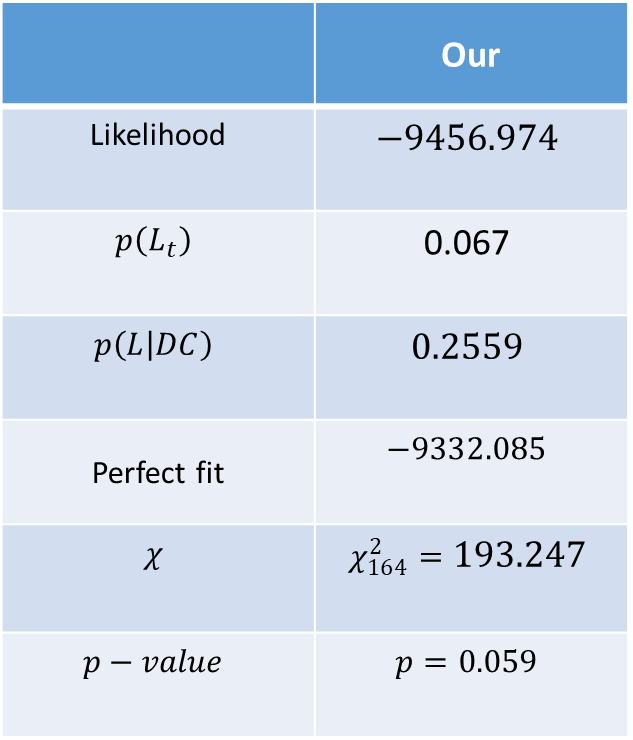 Our
Likelihood −9456.974
p(Lₜ) 0.067
p(L|DC) 0.2559
Perfect fit −9332.085
χ χ²₁₆₄ = 193.247
p − value p = 0.059